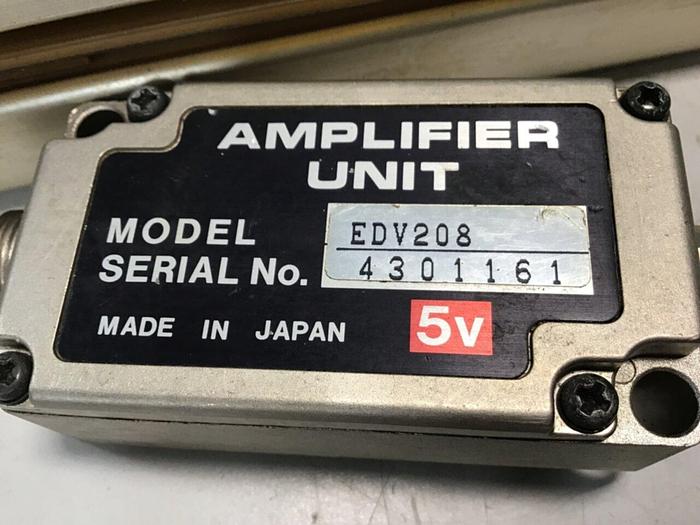 AMPLIFIER
UNIT
MODEL EDV208
SERIAL No. 4301161
MADE IN JAPAN 5V